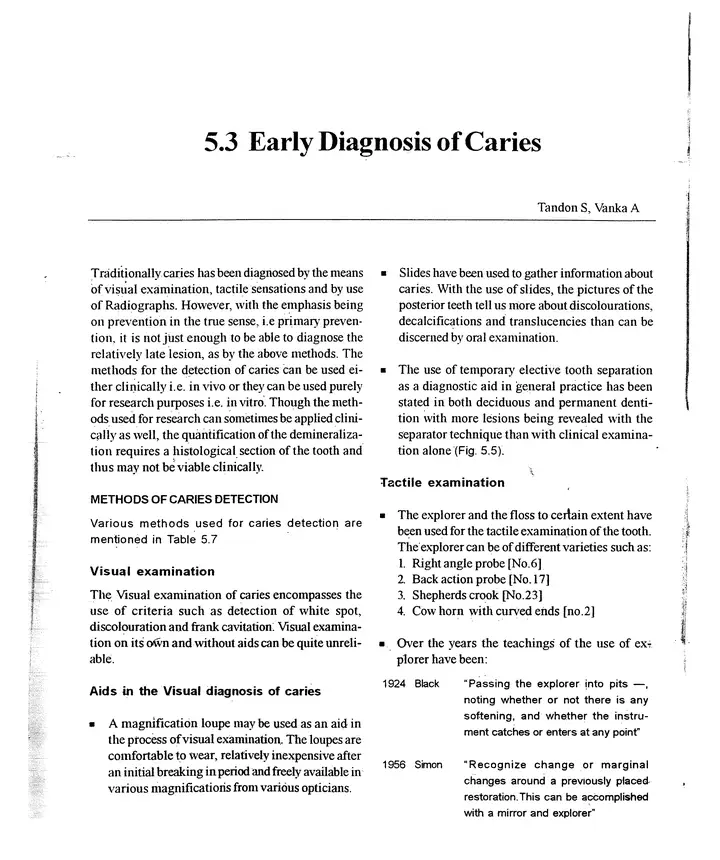 5.3 Early Diagnosis of Caries
Tandon S, Vanka A
Traditionally caries has been diagnosed by the means
of visual examination, tactile sensations and by use
of Radiographs. However, with the emphasis being
on prevention in the true sense, i.e primary preven-
tion, it is not just enough to be able to diagnose the
relatively late lesion, as by the above methods. The
methods for the detection of caries can be used ei-
ther clinically i.e. in vivo or they can be used purely
for research purposes i.e. in vitro. Though the meth-
ods used for research can sometimes be applied clini-
cally as well, the quantification of the demineraliza-
tion requires a histological section of the tooth and
thus may not be viable clinically.
METHODS OF CARIES DETECTION
Various methods used for caries detection are
mentioned in Table 5.7
Visual examination
The Visual examination of caries encompasses the
use of criteria such as detection of white spot,
discolouration and frank cavitation. Visual examina-
tion on its own and without aids can be quite unreli-
able.
Aids in the Visual diagnosis of caries
■ A magnification loupe may be used as an aid in
the process of visual examination. The loupes are
comfortable to wear, relatively inexpensive after
an initial breaking in period and freely available in
various magnifications from various opticians.
■ Slides have been used to gather information about
caries. With the use of slides, the pictures of the
posterior teeth tell us more about discolourations,
decalcifications and translucencies than can be
discerned by oral examination.
■ The use of temporary elective tooth separation
as a diagnostic aid in general practice has been
stated in both deciduous and permanent denti-
tion with more lesions being revealed with the
separator technique than with clinical examina-
tion alone (Fig. 5.5).
Tactile examination
■ The explorer and the floss to certain extent have
been used for the tactile examination of the tooth.
The explorer can be of different varieties such as:
1. Right angle probe [No.6]
2. Back action probe [No.17]
3. Shepherds crook [No.23]
4. Cow horn with curved ends [no.2]
■ Over the years the teachings of the use of ex-
plorer have been:
1924 Black "Passing the explorer into pits —,
noting whether or not there is any
softening, and whether the instru-
ment catches or enters at any point"
1956 Simon "Recognize change or marginal
changes around a previously placed
restoration. This can be accomplished
with a mirror and explorer"